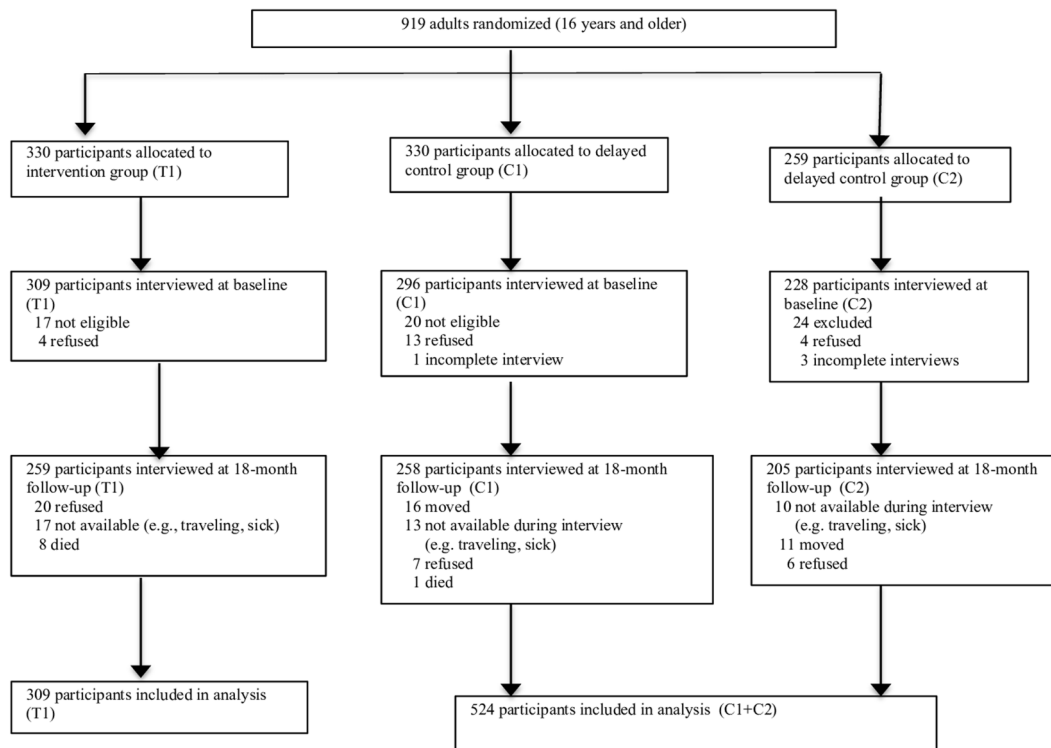 919 adults randomized (16 years and older)
330 participants allocated to
intervention group (T1)
330 participants allocated to delayed
control group (C1)
259 participants allocated to
delayed control group (C2)
309 participants interviewed at baseline
(T1)
17 not eligible
4 refused
296 participants interviewed at baseline
(C1)
20 not eligible
13 refused
1 incomplete interview
228 participants interviewed at
baseline (C2)
24 excluded
4 refused
3 incomplete interviews
259 participants interviewed at 18-month
follow-up (T1)
20 refused
17 not available (e.g., traveling, sick)
8 died
258 participants interviewed at 18-month
follow-up (C1)
16 moved
13 not available during interview
(e.g. traveling, sick)
7 refused
1 died
205 participants interviewed at 18-month
follow-up (C2)
10 not available during interview
(e.g. traveling, sick)
11 moved
6 refused
309 participants included in analysis
(T1)
524 participants included in analysis (C1+C2)